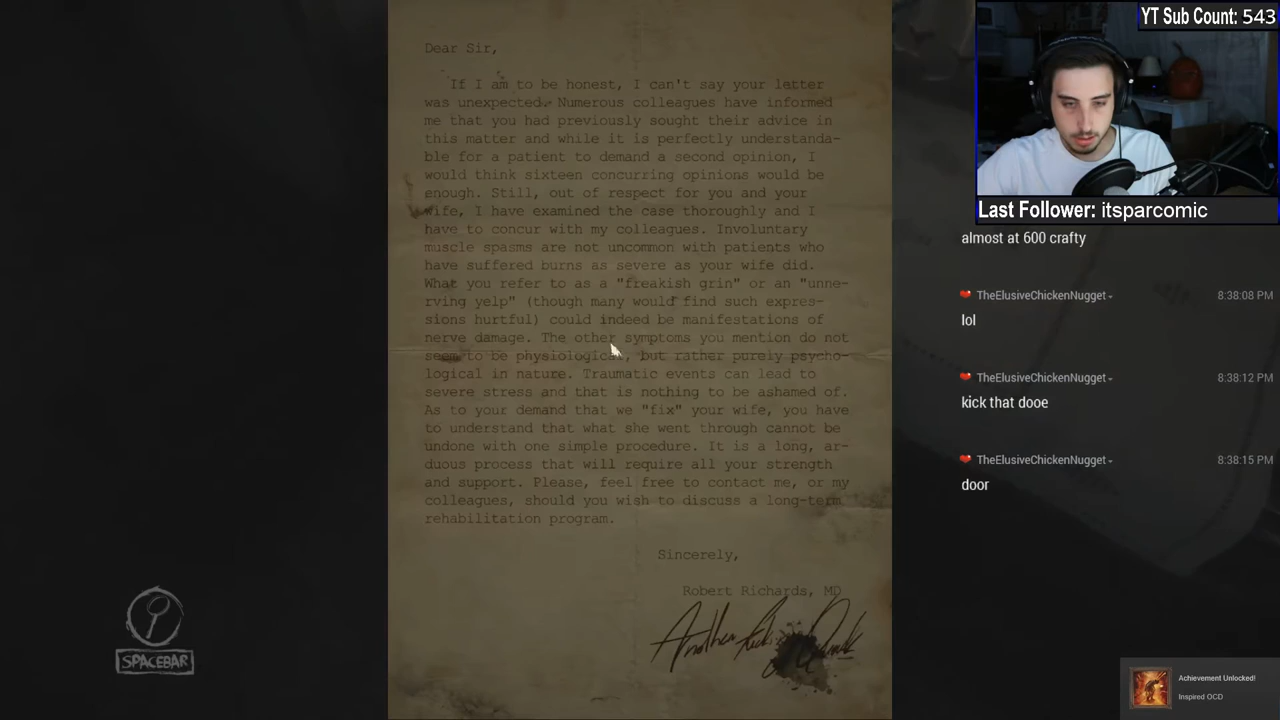 YT Sub Count: 543
Dear Sir,
If I am to be honest, I can't say your letter
was unexpected. Numerous colleagues have informed
me that you had previously sought their advice in
this matter and while it is perfectly understanda-
ble for a patient to demand a second opinion, I
would think sixteen concurring opinions would be
enough. Still, out of respect for you and your
wife, I have examined the case thoroughly and I
have to concur with my colleagues. Involuntary
muscle spasms are not uncommon with patients who
have suffered burns as severe as your wife did.
What you refer to as a "freakish grin" or an "unne-
rving yelp" (though many would find such expres-
sions hurtful) could indeed be manifestations of
nerve damage. The other symptoms you mention do not
seem to be physiological, but rather purely psycho-
logical in nature. Traumatic events can lead to
severe stress and that is nothing to be ashamed of.
As to your demand that we "fix" your wife, you have
to understand that what she went through cannot be
undone with one simple procedure. It is a long, ar-
duous process that will require all your strength
and support. Please, feel free to contact me, or my
colleagues, should you wish to discuss a long-term
rehabilitation program.
Sincerely,
Robert Richards, MD
Another
SPACEBAR
Last Follower: itsparcomic
almost at 600 crafty
TheElusiveChickenNugget 8:38:08 PM
lol
TheElusiveChickenNugget 8:38:12 PM
kick that dooe
TheElusiveChickenNugget 8:38:15 PM
door
Achievement Unlocked!
Inspired OCD